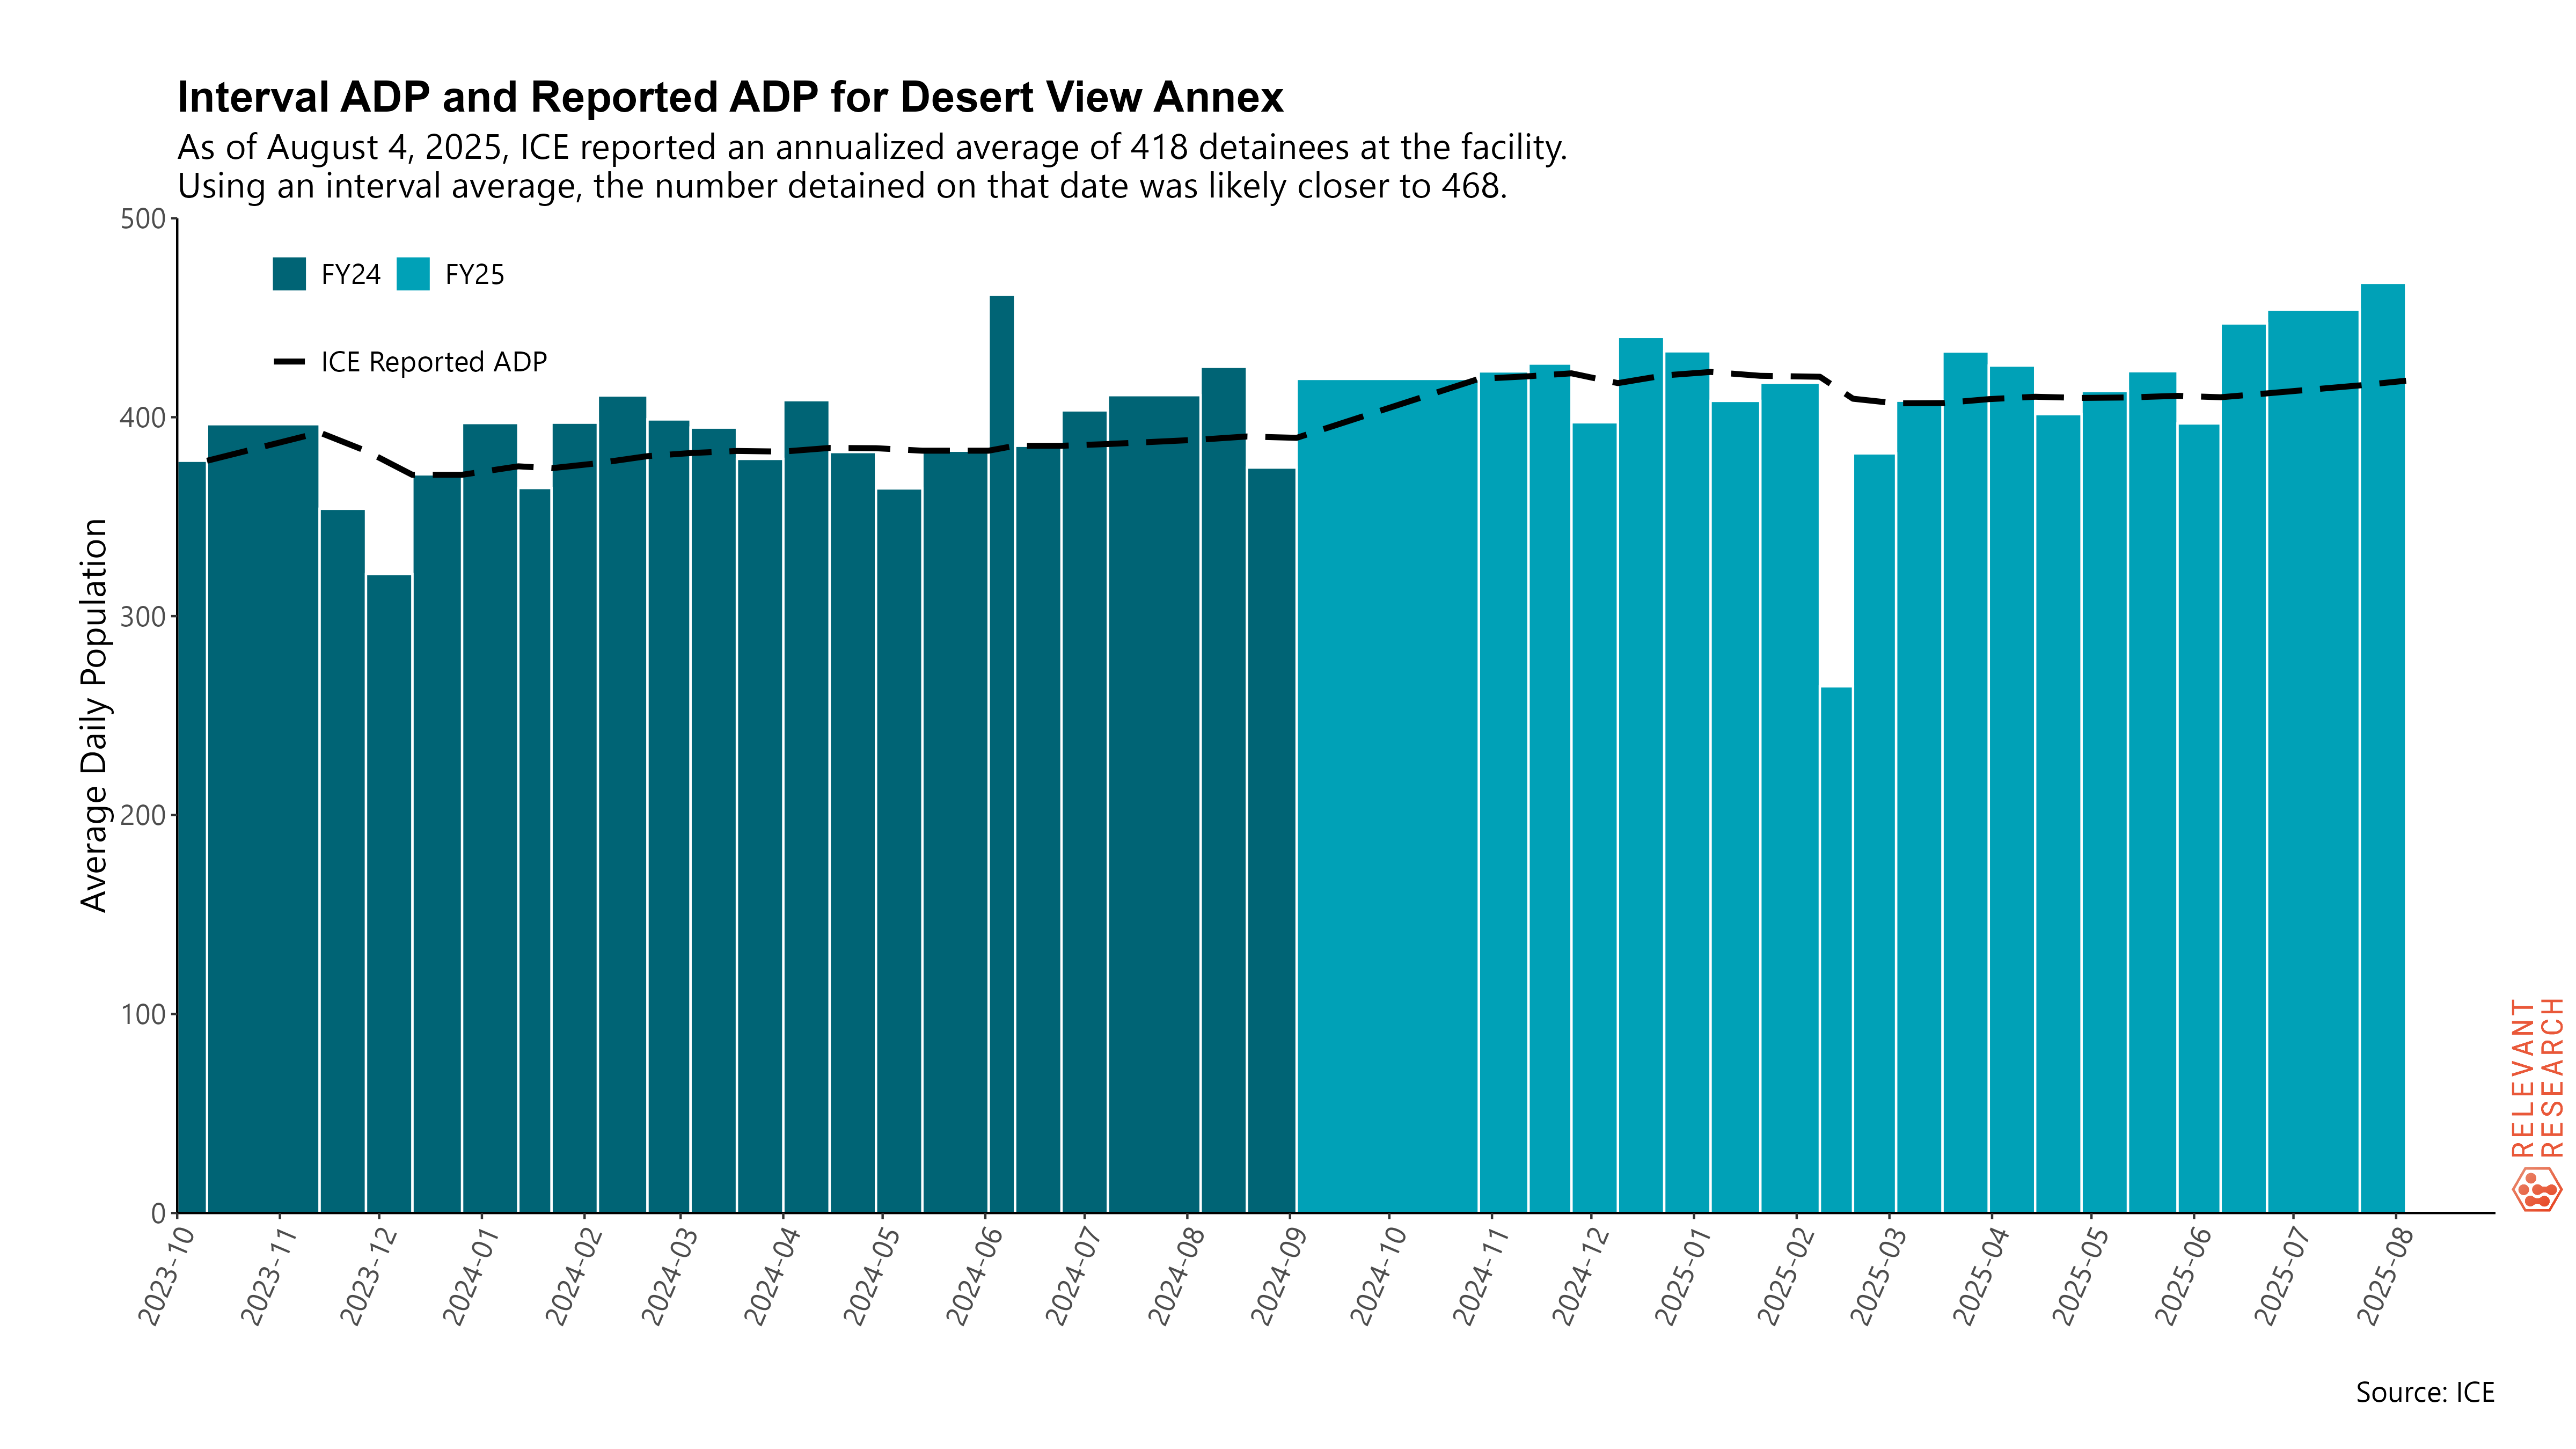 Interval ADP and Reported ADP for Desert View Annex
As of August 4, 2025, ICE reported an annualized average of 418 detainees at the facility.
Using an interval average, the number detained on that date was likely closer to 468.
FY24
FY25
ICE Reported ADP
Average Daily Population
500
400
300
200
100
0
2023-10
2023-11
2023-12
2024-01
2024-02
2024-03
2024-04
2024-05
2024-06
2024-07
2024-08
2024-09
2024-10
2024-11
2024-12
2025-01
2025-02
2025-03
2025-04
2025-05
2025-06
2025-07
2025-08
RELEVANT
RESEARCH
Source: ICE